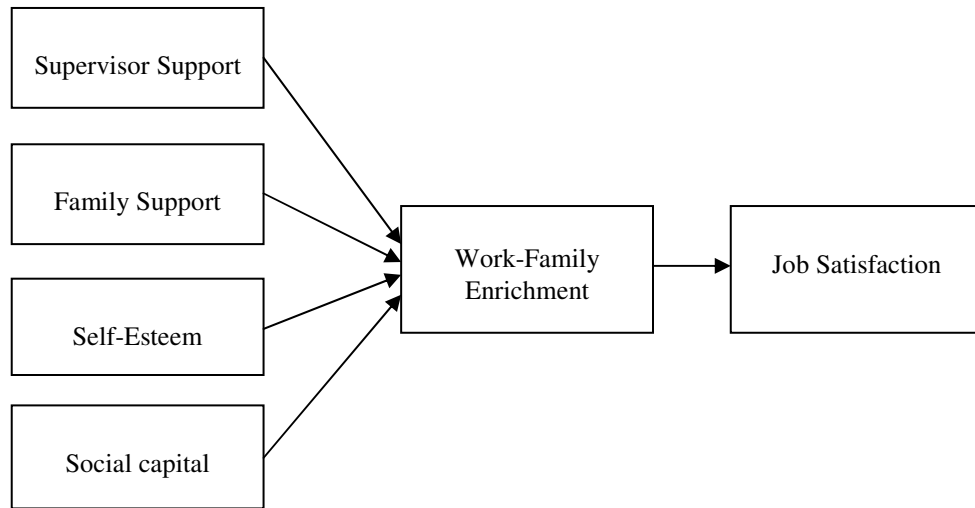 Supervisor Support
Family Support
Self-Esteem
Social capital
Work-Family
Enrichment
Job Satisfaction